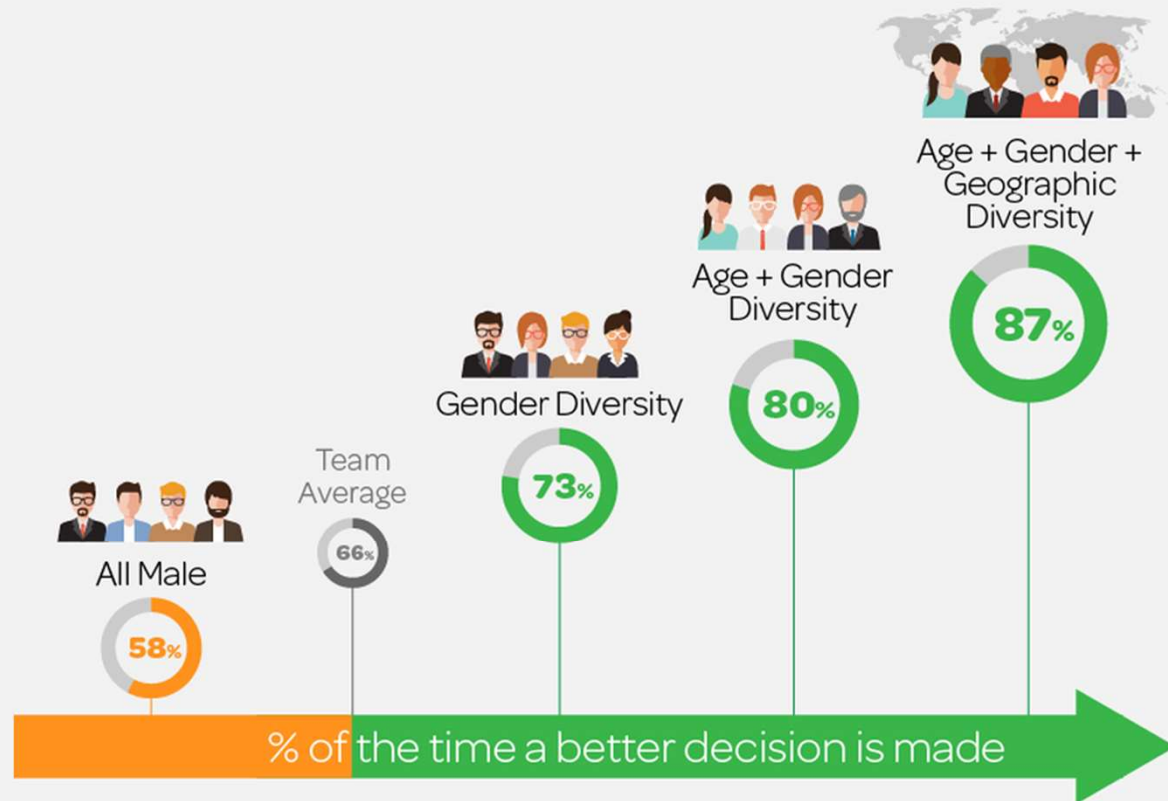 All Male
58%
Team
Average
66%
Gender Diversity
73%
Age + Gender
Diversity
80%
Age + Gender +
Geographic
Diversity
87%
% of the time a better decision is made